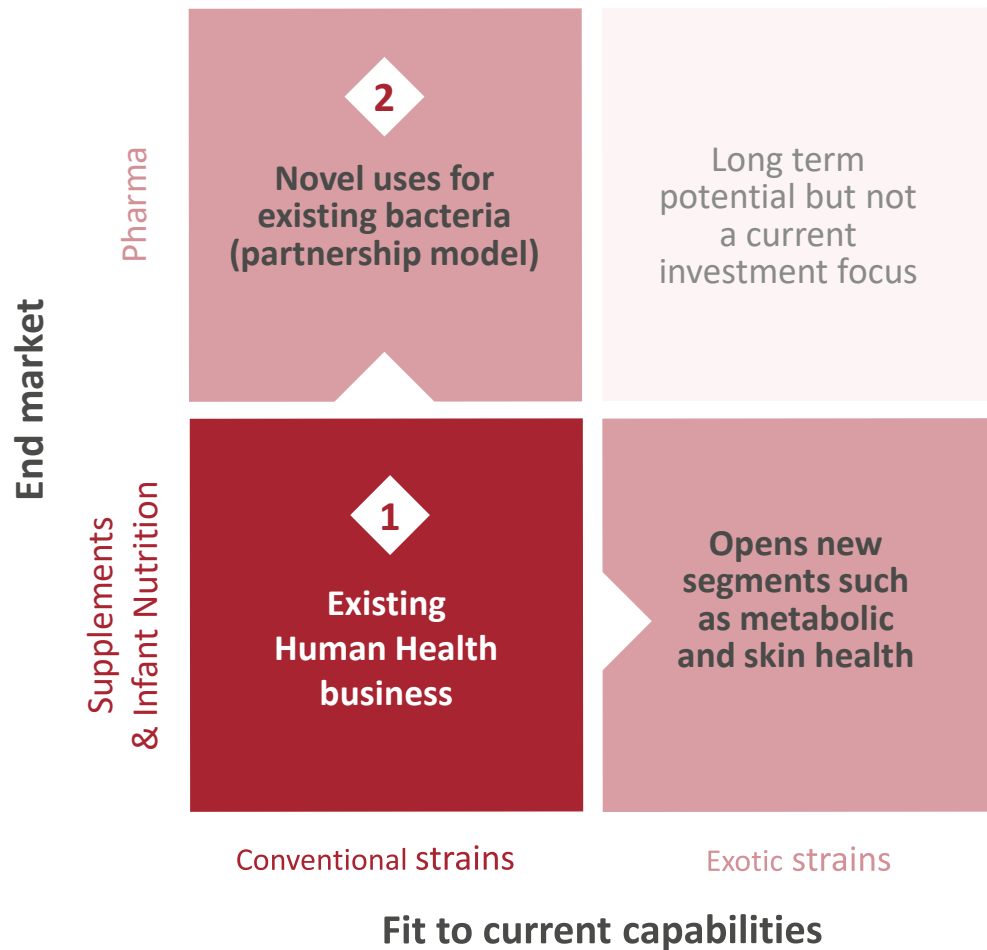 End market
Pharma
2
Novel uses for
existing bacteria
(partnership model)
Long term
potential but not
a current
investment focus
Supplements
& Infant Nutrition
1
Existing
Human Health
business
Opens new
segments such
as metabolic
and skin health
Conventional strains
Exotic strains
Fit to current capabilities